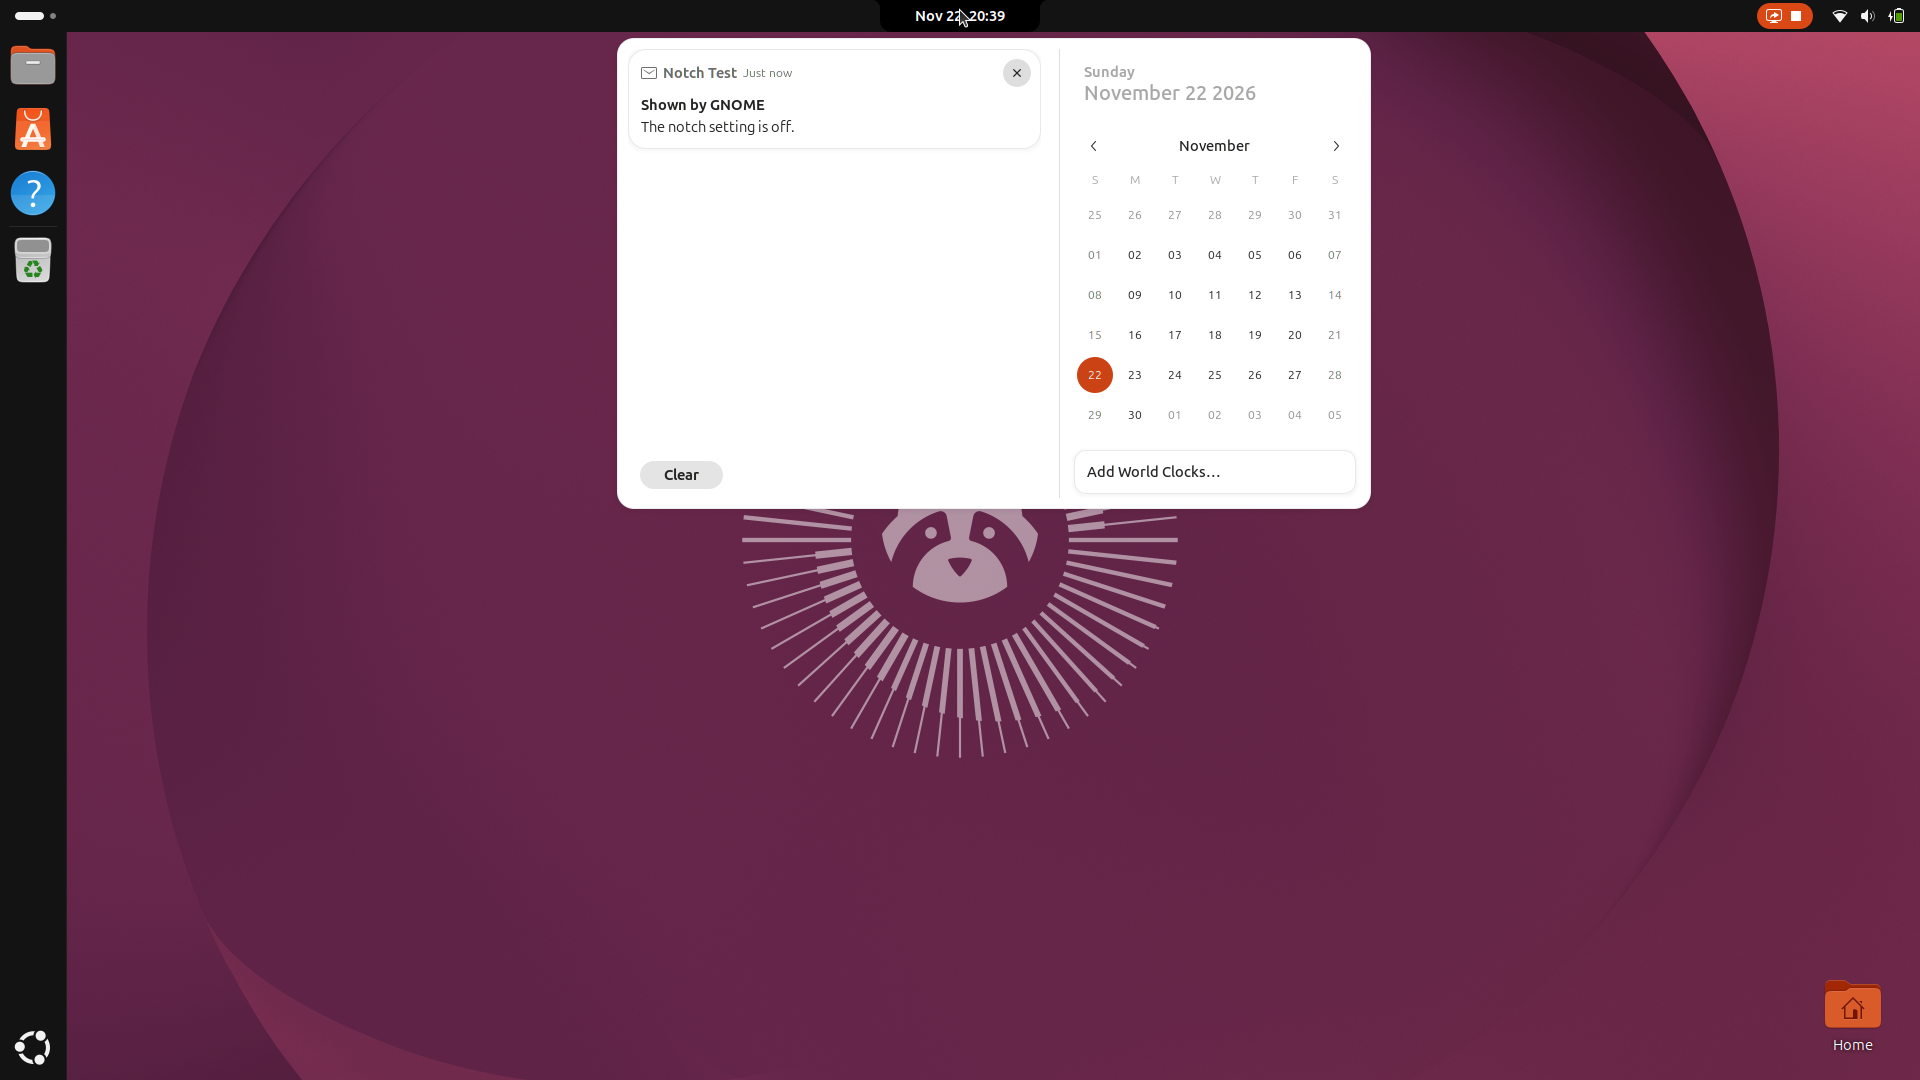 Nov 22 20:39
Notch Test Just now
Shown by GNOME
The notch setting is off.
Clear
Sunday
November 22 2026
November
S M T W T F S
25 26 27 28 29 30 31
01 02 03 04 05 06 07
08 09 10 11 12 13 14
15 16 17 18 19 20 21
22 23 24 25 26 27 28
29 30 01 02 03 04 05
Add World Clocks…
Home